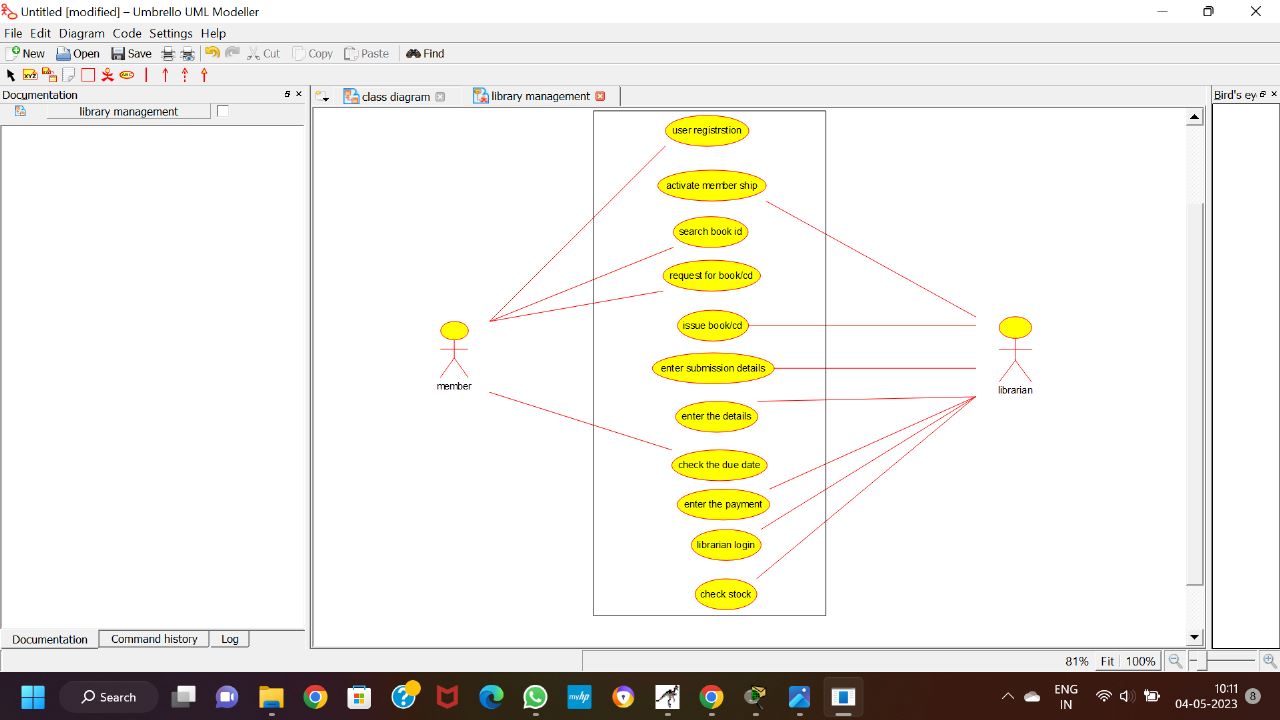 Untitled [modified] – Umbrello UML Modeller
File Edit Diagram Code Settings Help
New Open Save Cut Copy Paste Find
XYZ
Documentation
library management
class diagram
library management
Bird's ey
user registrstion
activate member ship
search book id
request for book/cd
issue book/cd
enter submission details
enter the details
check the due date
enter the payment
librarian login
check stock
member
librarian
Documentation Command history Log
81% Fit 100%
Search
myhp
ENG
IN
10:11
04-05-2023
8